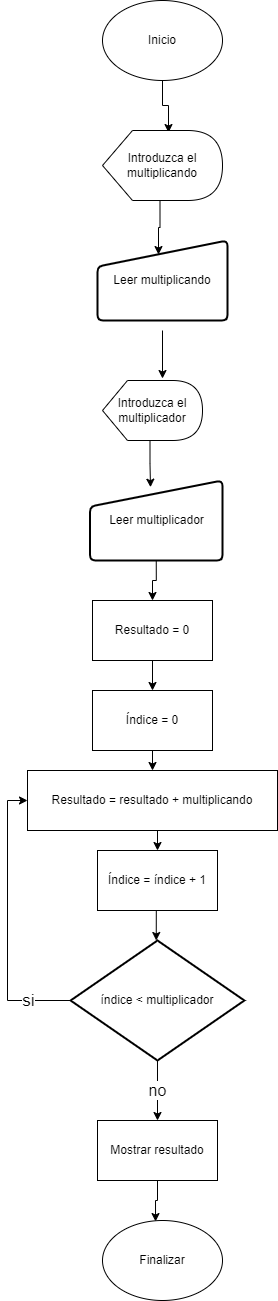 Inicio
Introduzca el
multiplicando
Leer multiplicando
Introduzca el
multiplicador
Leer multiplicador
Resultado = 0
Índice = 0
Resultado = resultado + multiplicando
Índice = índice + 1
índice < multiplicador
si
no
Mostrar resultado
Finalizar